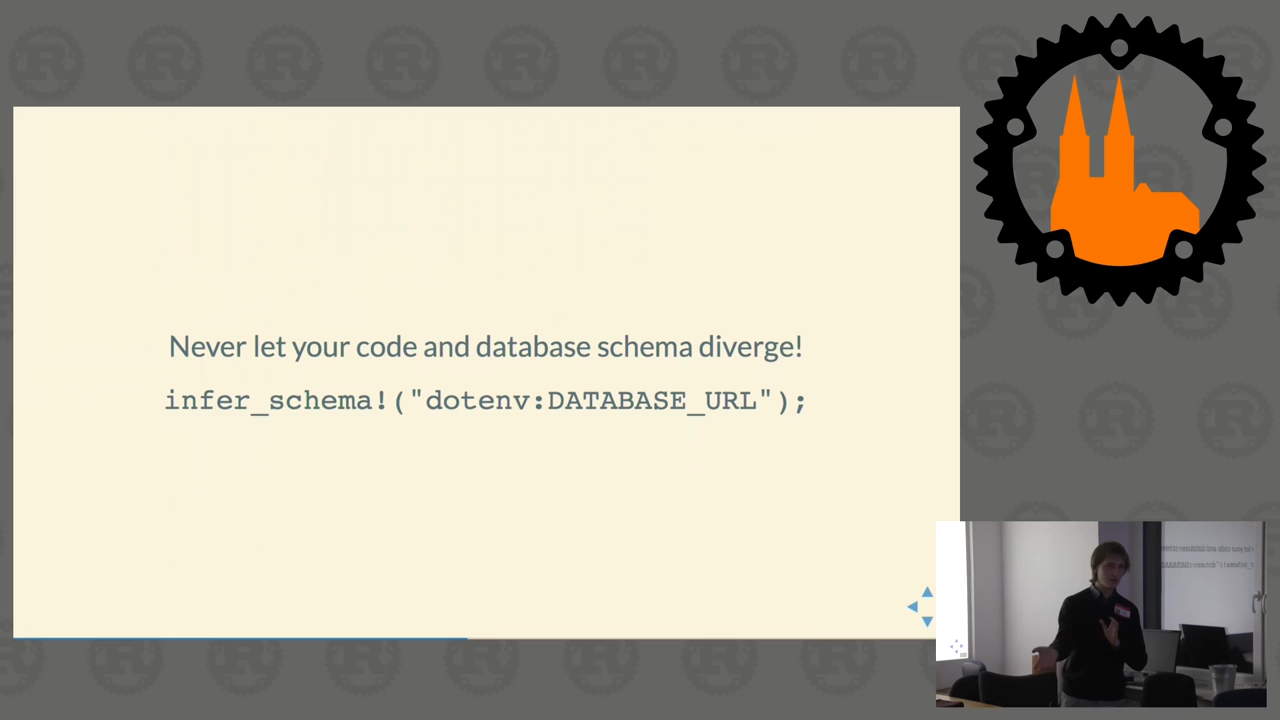 Never let your code and database schema diverge!
infer_schema!("dotenv:DATABASE_URL");